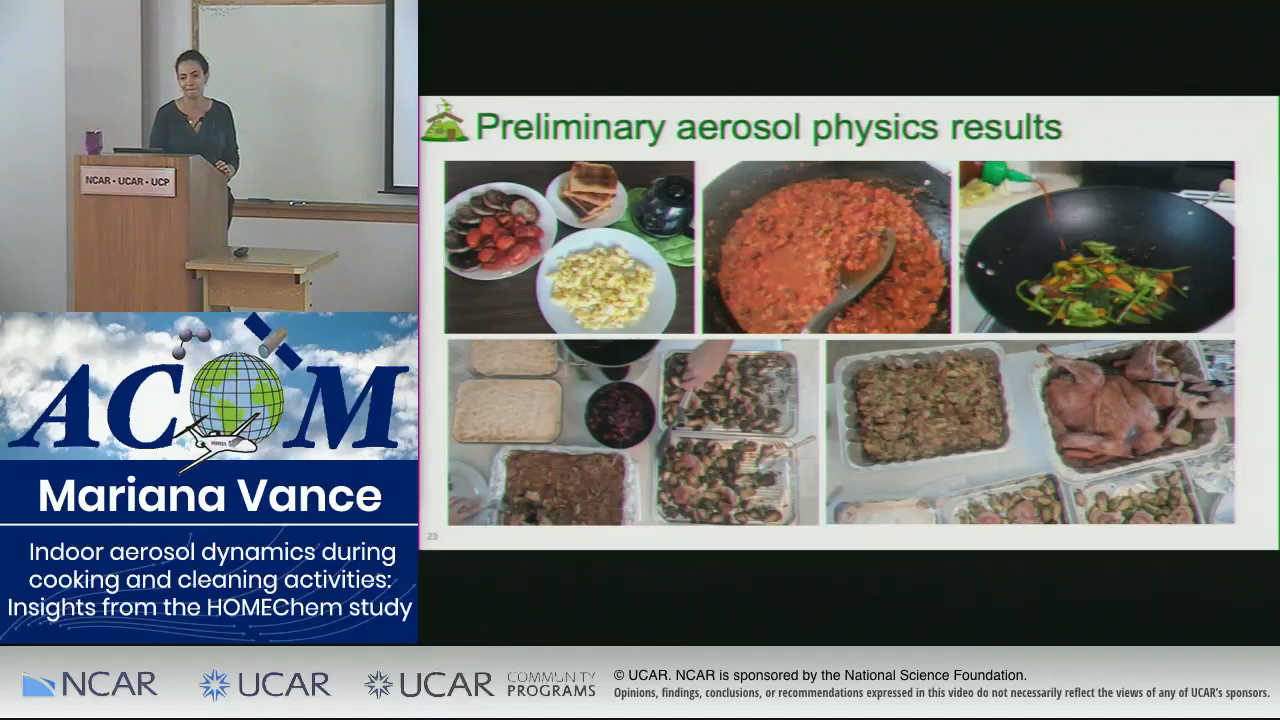 NCAR • UCAR • UCP
Preliminary aerosol physics results
23
ACOM
Mariana Vance
Indoor aerosol dynamics during
cooking and cleaning activities:
Insights from the HOMEChem study
NCAR
UCAR
UCAR
COMMUNITY
PROGRAMS
© UCAR. NCAR is sponsored by the National Science Foundation.
Opinions, findings, conclusions, or recommendations expressed in this video do not necessarily reflect the views of any of UCAR's sponsors.